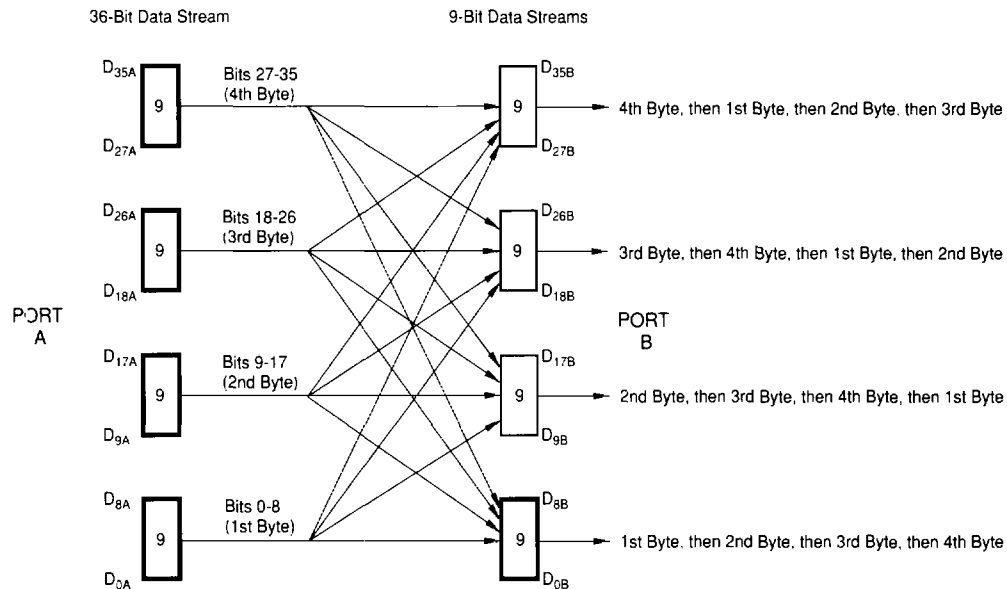 36-Bit Data Stream
9-Bit Data Streams
D35A
9
D27A
Bits 27-35
(4th Byte)
D35B
9
D27B
4th Byte, then 1st Byte, then 2nd Byte, then 3rd Byte
D26A
9
D18A
Bits 18-26
(3rd Byte)
D26B
9
D18B
3rd Byte, then 4th Byte, then 1st Byte, then 2nd Byte
PORT
A
PORT
B
D17A
9
D9A
Bits 9-17
(2nd Byte)
D17B
9
D9B
2nd Byte, then 3rd Byte, then 4th Byte, then 1st Byte
D8A
9
D0A
Bits 0-8
(1st Byte)
D8B
9
D0B
1st Byte, then 2nd Byte, then 3rd Byte, then 4th Byte